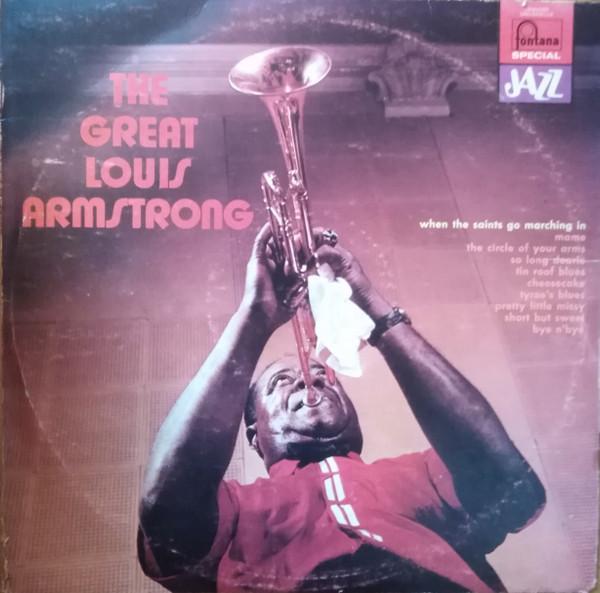 fontana
SPECIAL
JAZZ
THE
GREAT
LOUIS
ARMSTRONG
when the saints go marching in
mame
the circle of your arms
so long dearie
tin roof blues
cheesecake
tyree's blues
pretty little missy
short but sweet
bye n'bye